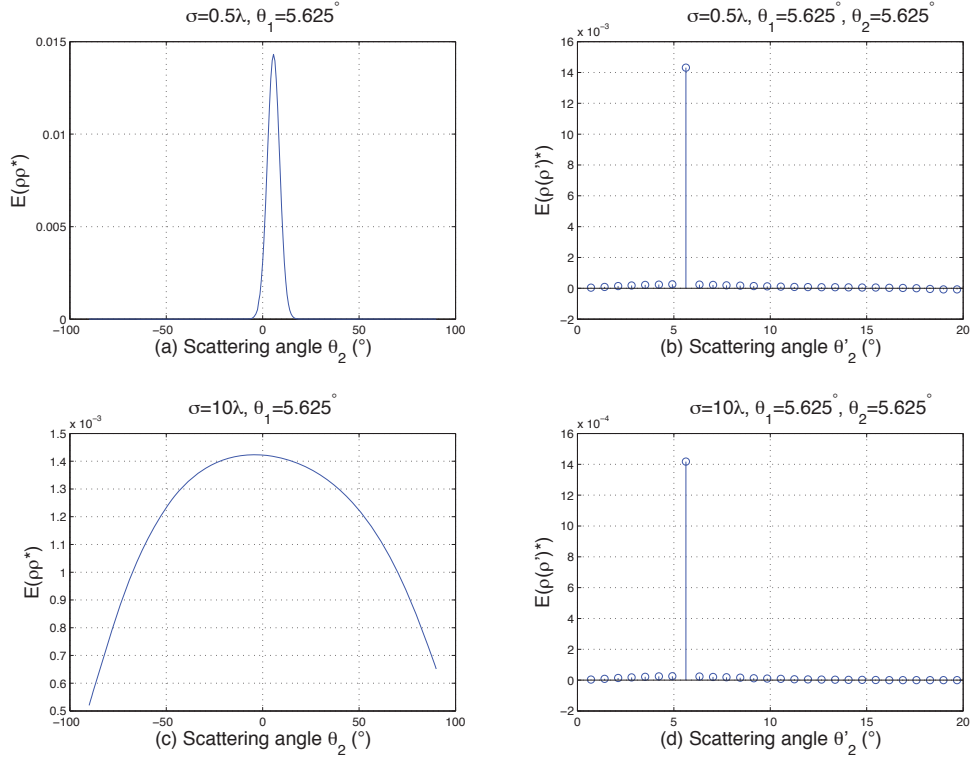 σ=0.5λ, θ₁=5.625°
0.015
0.01
0.005
0
E(ρρ*)
−100 −50 0 50 100
(a) Scattering angle θ₂ (°)
σ=0.5λ, θ₁=5.625°, θ₂=5.625°
x 10⁻³
16
14
12
10
8
6
4
2
0
−2
E(ρ(ρ')*)
0 5 10 15 20
(b) Scattering angle θ'₂ (°)
σ=10λ, θ₁=5.625°
x 10⁻³
1.5
1.4
1.3
1.2
1.1
1
0.9
0.8
0.7
0.6
0.5
E(ρρ*)
−100 −50 0 50 100
(c) Scattering angle θ₂ (°)
σ=10λ, θ₁=5.625°, θ₂=5.625°
x 10⁻⁴
16
14
12
10
8
6
4
2
0
−2
E(ρ(ρ')*)
0 5 10 15 20
(d) Scattering angle θ'₂ (°)